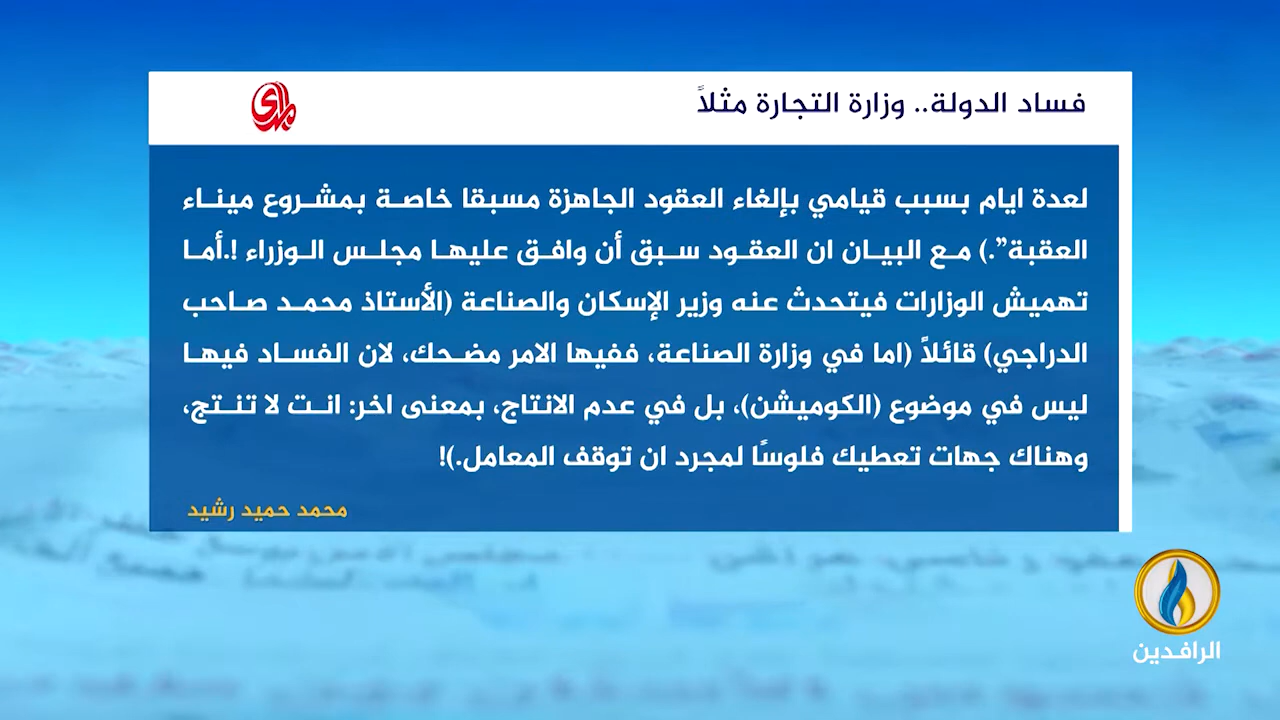 فساد الدولة.. وزارة التجارة مثلاً
لعدة ايام بسبب قيامي بإلغاء العقود الجاهزة مسبقا خاصة بمشروع ميناء
العقبة”.) مع البيان ان العقود سبق أن وافق عليها مجلس الوزراء !.أما
تهميش الوزارات فيتحدث عنه وزير الإسكان والصناعة (الأستاذ محمد صاحب
الدراجي) قائلاً (اما في وزارة الصناعة، ففيها الامر مضحك، لان الفساد فيها
ليس في موضوع (الكوميشن)، بل في عدم الانتاج، بمعنى اخر: انت لا تنتج،
وهناك جهات تعطيك فلوسًا لمجرد ان توقف المعامل.)!
محمد حميد رشيد
الرافدين